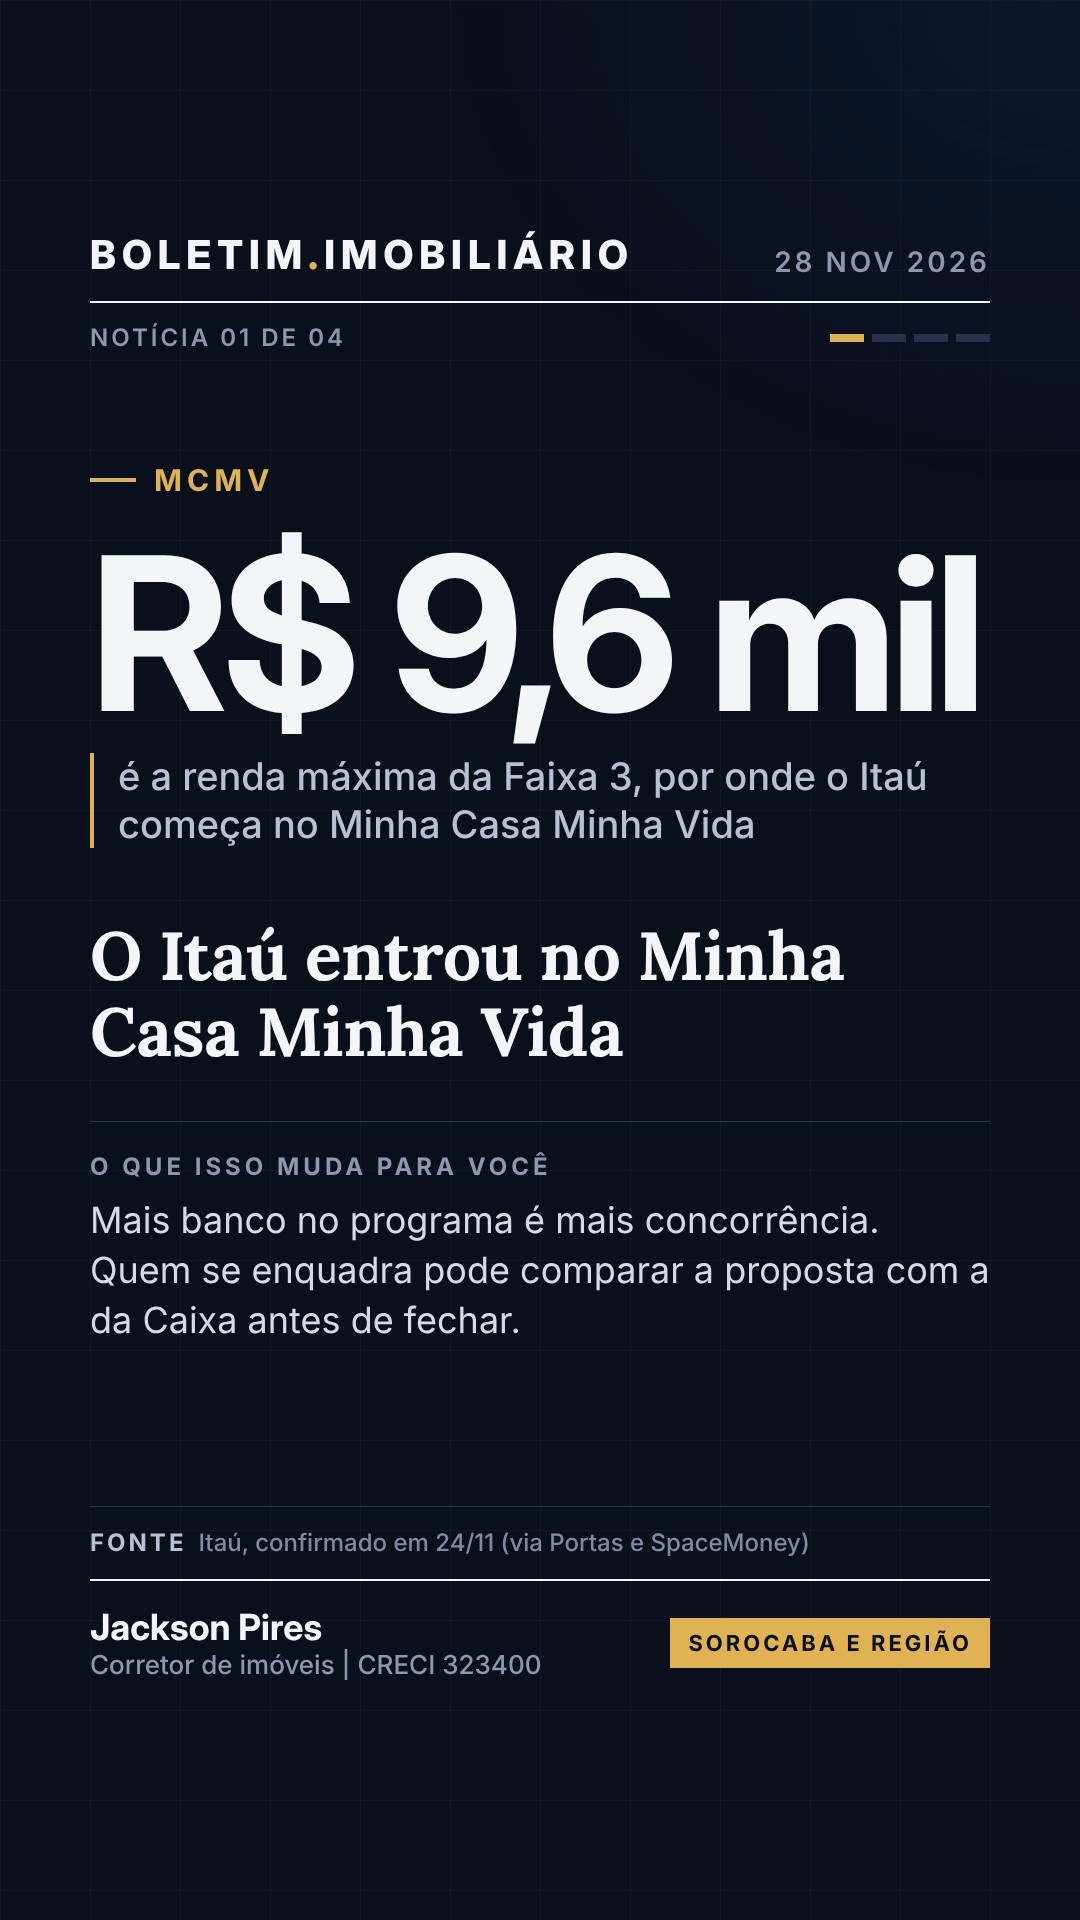 BOLETIM.IMOBILIÁRIO
28 NOV 2026
NOTÍCIA 01 DE 04
MCMV
R$ 9,6 mil
é a renda máxima da Faixa 3, por onde o Itaú
começa no Minha Casa Minha Vida
O Itaú entrou no Minha
Casa Minha Vida
O QUE ISSO MUDA PARA VOCÊ
Mais banco no programa é mais concorrência.
Quem se enquadra pode comparar a proposta com a
da Caixa antes de fechar.
FONTE Itaú, confirmado em 24/11 (via Portas e SpaceMoney)
Jackson Pires
Corretor de imóveis | CRECI 323400
SOROCABA E REGIÃO